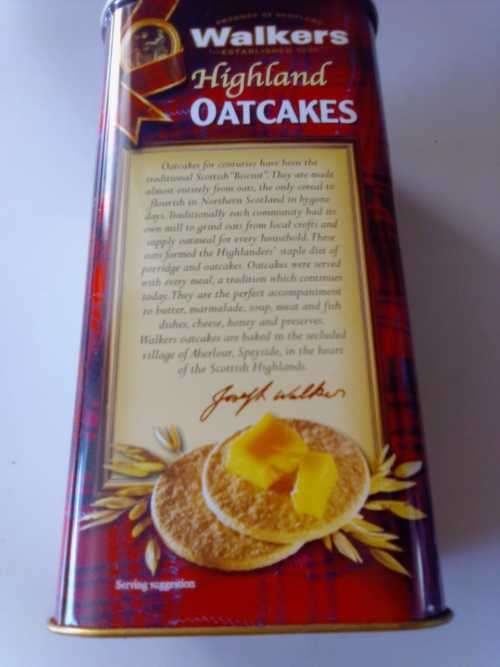 PRODUCT OF SCOTLAND
Walkers
ESTABLISHED
Highland
OATCAKES
Oatcakes for centuries have been the
traditional Scottish "Biscuit". They are made
almost entirely from oats, the only cereal to
flourish in Northern Scotland in bygone
days. Traditionally each community had its
own mill to grind oats from local crofts and
supply oatmeal for every household. These
oats formed the Highlanders' staple diet of
porridge and oatcakes. Oatcakes were served
with every meal, a tradition which continues
today. They are the perfect accompaniment
to butter, marmalade, soup, meat and fish
dishes, cheese, honey and preserves.
Walkers oatcakes are baked in the secluded
village of Aberlour, Speyside, in the heart
of the Scottish Highlands.
Joseph Walker
Serving suggestion